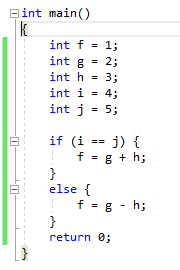 int main()
{
    int f = 1;
    int g = 2;
    int h = 3;
    int i = 4;
    int j = 5;

    if (i == j) {
        f = g + h;
    }
    else {
        f = g - h;
    }
    return 0;
}